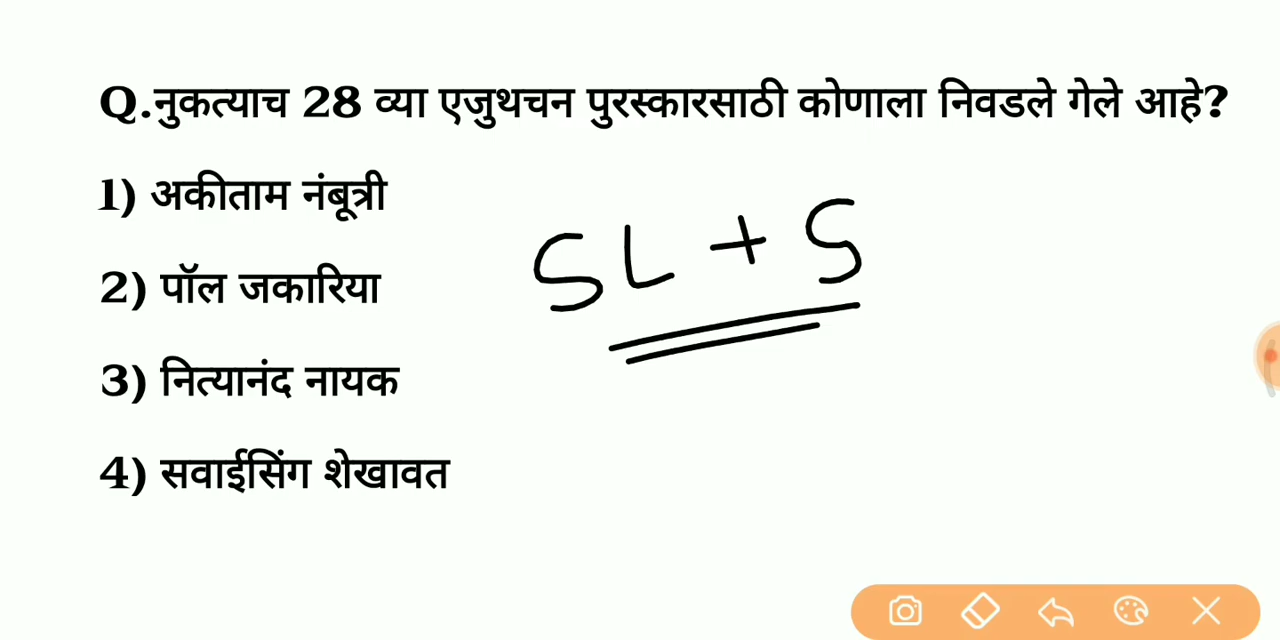 Q.नुकत्याच 28 व्या एजुथचन पुरस्कारसाठी कोणाला निवडले गेले आहे?
1) अकीताम नंबूत्री
SL + S
2) पॉल जकारिया
3) नित्यानंद नायक
4) सवाईसिंग शेखावत